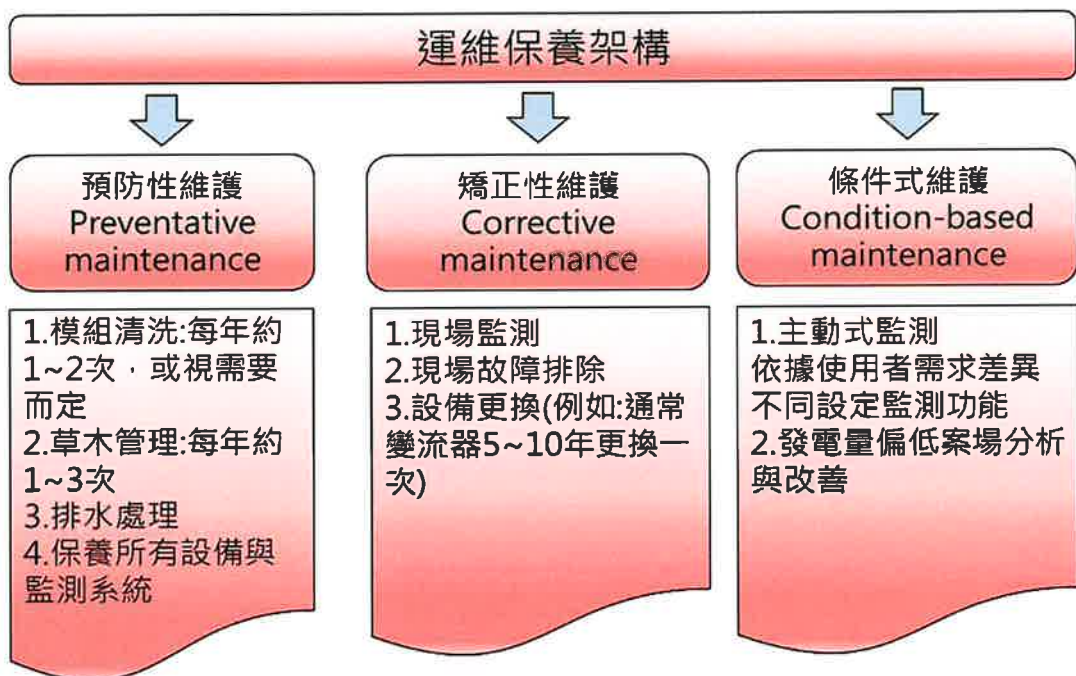 運維保養架構
預防性維護
Preventative
maintenance
矯正性維護
Corrective
maintenance
條件式維護
Condition-based
maintenance
1.模組清洗:每年約
1~2次，或視需要
而定
2.草木管理:每年約
1~3次
3.排水處理
4.保養所有設備與
監測系統
1.現場監測
2.現場故障排除
3.設備更換(例如:通常
變流器5~10年更換一
次)
1.主動式監測
依據使用者需求差異
不同設定監測功能
2.發電量偏低案場分析
與改善